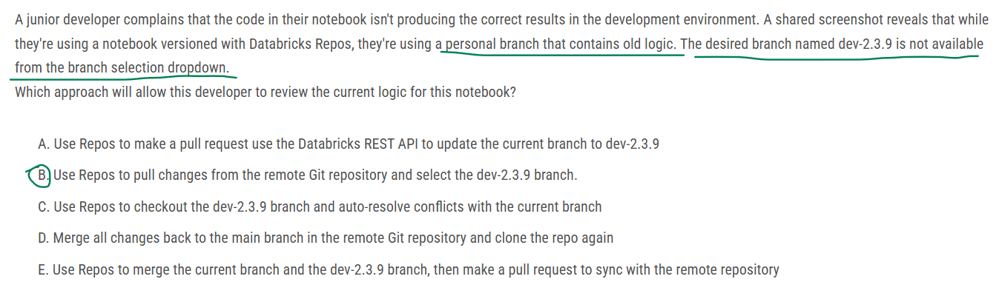 A junior developer complains that the code in their notebook isn't producing the correct results in the development environment. A shared screenshot reveals that while
they're using a notebook versioned with Databricks Repos, they're using a personal branch that contains old logic. The desired branch named dev-2.3.9 is not available
from the branch selection dropdown.
Which approach will allow this developer to review the current logic for this notebook?
A. Use Repos to make a pull request use the Databricks REST API to update the current branch to dev-2.3.9
B. Use Repos to pull changes from the remote Git repository and select the dev-2.3.9 branch.
C. Use Repos to checkout the dev-2.3.9 branch and auto-resolve conflicts with the current branch
D. Merge all changes back to the main branch in the remote Git repository and clone the repo again
E. Use Repos to merge the current branch and the dev-2.3.9 branch, then make a pull request to sync with the remote repository